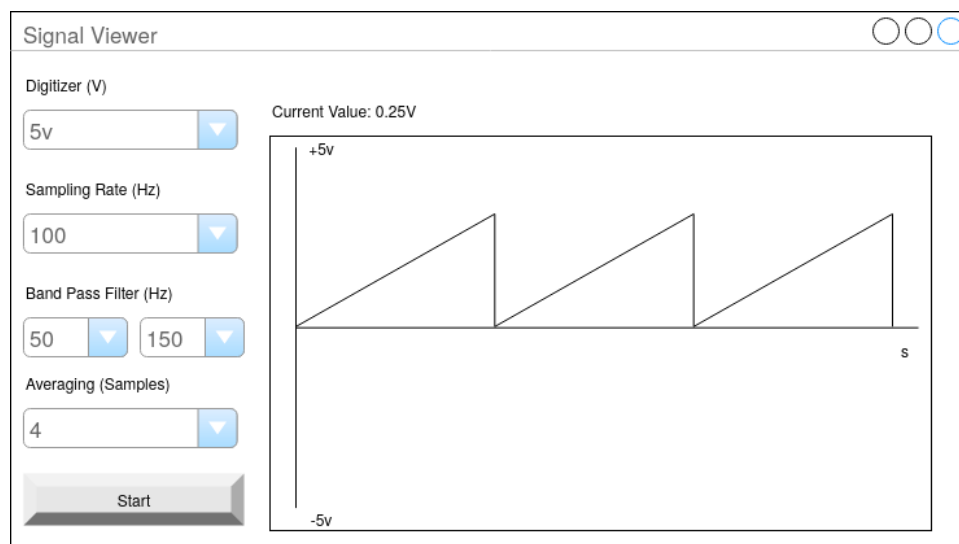 Signal Viewer
Digitizer (V)
5v
Sampling Rate (Hz)
100
Band Pass Filter (Hz)
50 150
Averaging (Samples)
4
Start
Current Value: 0.25V
+5v
s
-5v